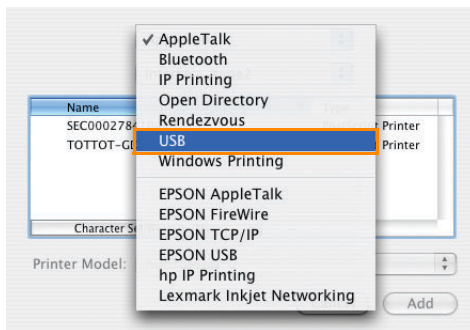 ✓ AppleTalk
Bluetooth
IP Printing
Open Directory
Rendezvous
USB
Windows Printing
EPSON AppleTalk
EPSON FireWire
EPSON TCP/IP
EPSON USB
hp IP Printing
Lexmark Inkjet Networking
Name
SEC0002784 Printer
TOTTOT-GI Printer
Character Se
Printer Model:
Add